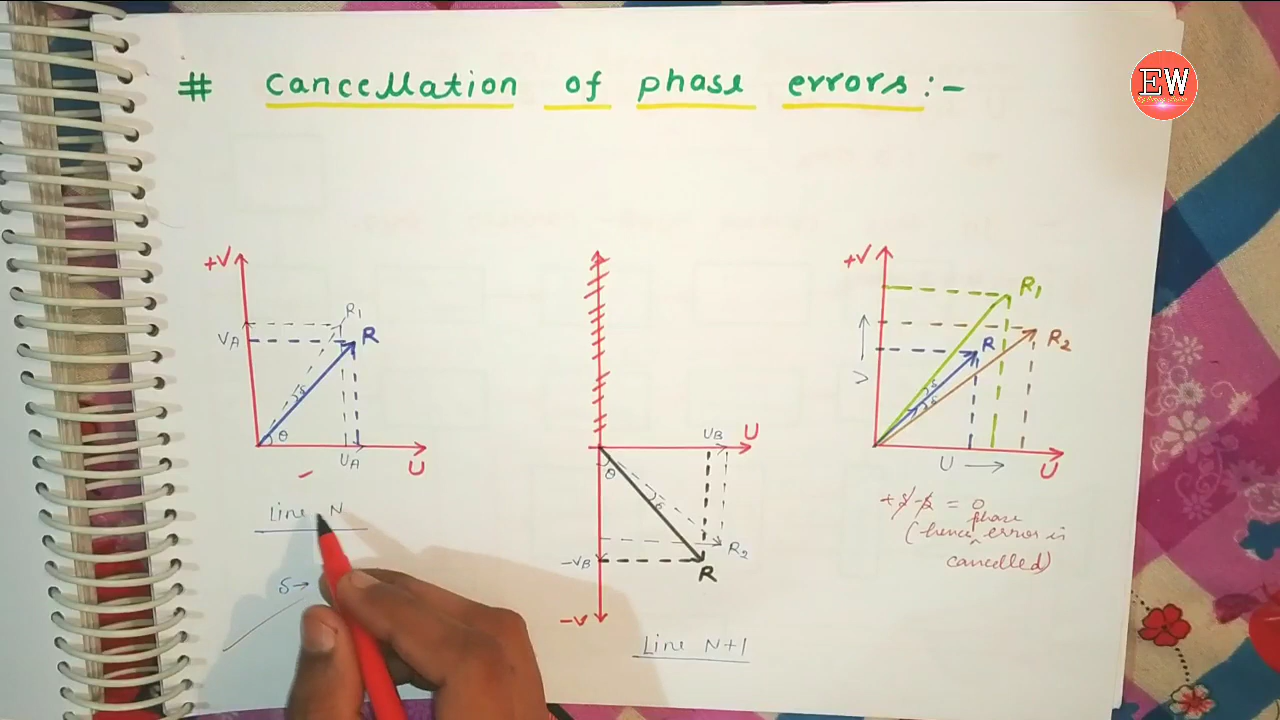 # Cancellation of phase errors:-
EW
+V
R1
R
VA
δ
θ
UA
U
Line N
δ→
UB
U
θ
δ
R2
-VB
R
-V
Line N+1
+V
R1
R
R2
δ
δ
V
U
U
+δ-δ = 0
(hence phase error is
cancelled)